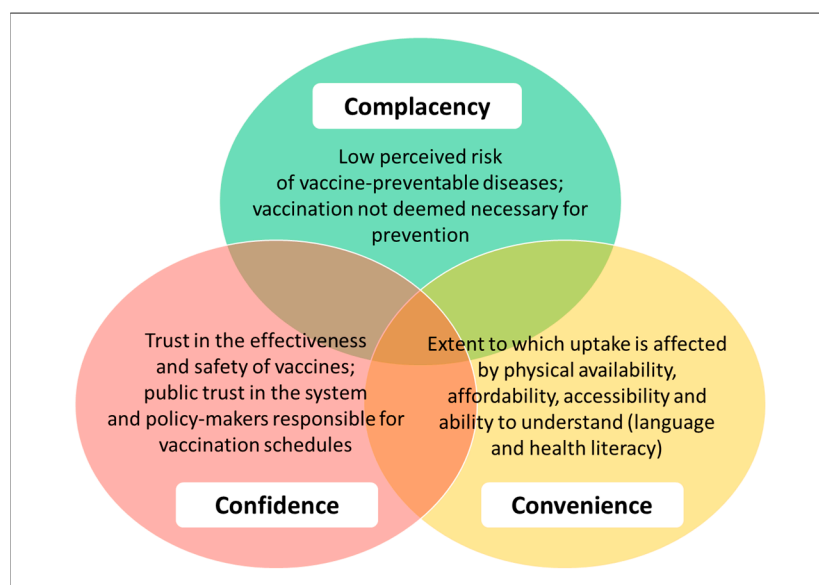 Complacency
Low perceived risk
of vaccine-preventable diseases;
vaccination not deemed necessary for
prevention
Trust in the effectiveness
and safety of vaccines;
public trust in the system
and policy-makers responsible for
vaccination schedules
Confidence
Extent to which uptake is affected
by physical availability,
affordability, accessibility and
ability to understand (language
and health literacy)
Convenience